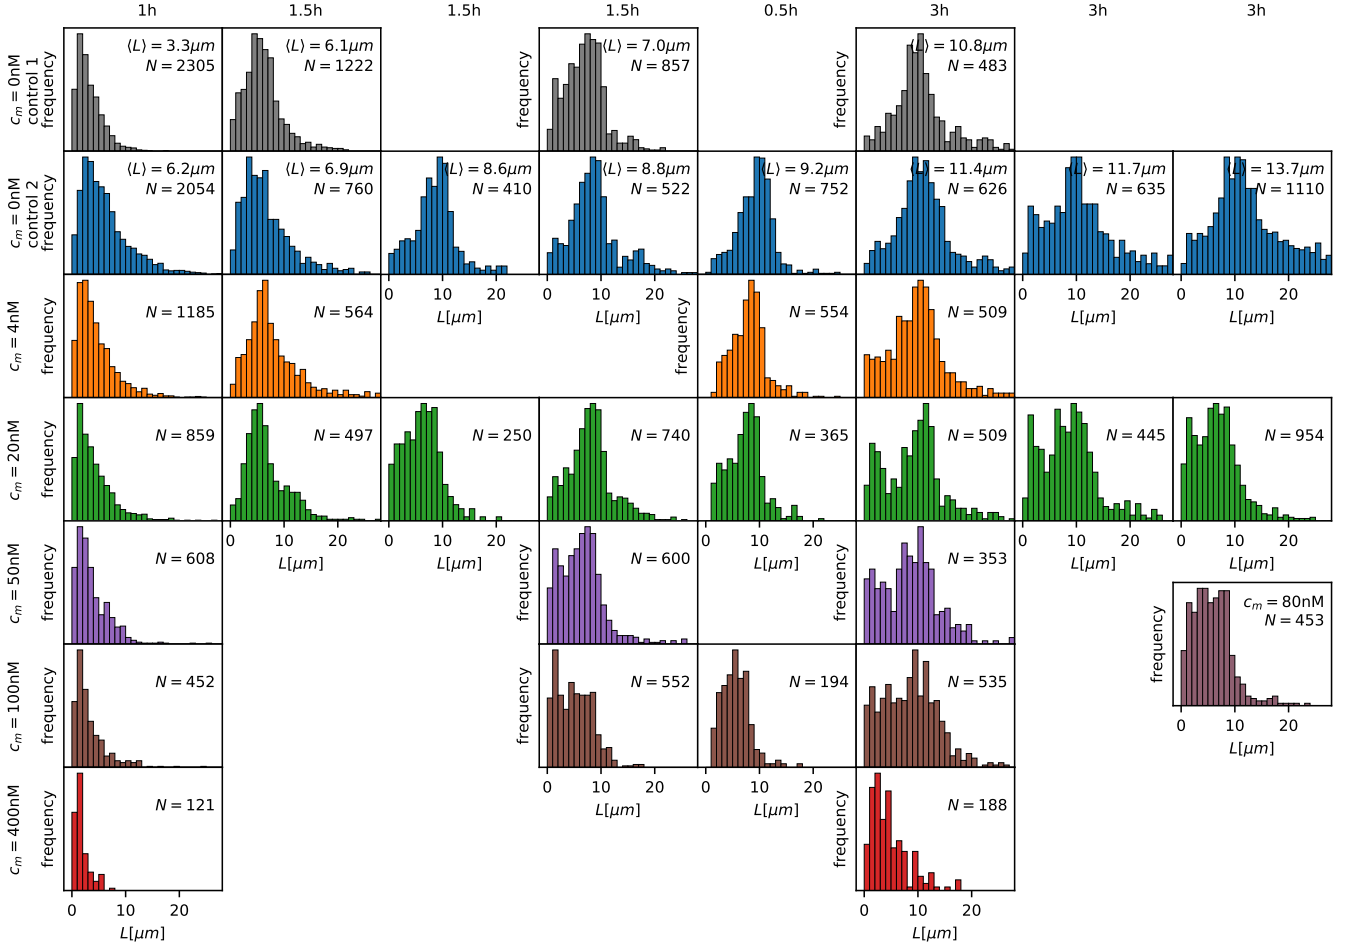 1h 1.5h 1.5h 1.5h 0.5h 3h 3h 3h
c_m = 0nM
control 1
frequency
⟨L⟩ = 3.3μm
N = 2305
⟨L⟩ = 6.1μm
N = 1222
frequency
⟨L⟩ = 7.0μm
N = 857
frequency
⟨L⟩ = 10.8μm
N = 483
c_m = 0nM
control 2
frequency
⟨L⟩ = 6.2μm
N = 2054
⟨L⟩ = 6.9μm
N = 760
⟨L⟩ = 8.6μm
N = 410
0 10 20
L[μm]
⟨L⟩ = 8.8μm
N = 522
0 10 20
L[μm]
⟨L⟩ = 9.2μm
N = 752
⟨L⟩ = 11.4μm
N = 626
⟨L⟩ = 11.7μm
N = 635
0 10 20
L[μm]
⟨L⟩ = 13.7μm
N = 1110
0 10 20
L[μm]
c_m = 4nM
frequency
N = 1185
N = 564
frequency
N = 554
N = 509
c_m = 20nM
frequency
N = 859
N = 497
0 10 20
L[μm]
N = 250
0 10 20
L[μm]
N = 740
N = 365
0 10 20
L[μm]
N = 509
N = 445
0 10 20
L[μm]
N = 954
0 10 20
L[μm]
c_m = 50nM
frequency
N = 608
frequency
N = 600
frequency
N = 353
frequency
c_m = 80nM
N = 453
0 10 20
L[μm]
c_m = 100nM
frequency
N = 452
frequency
N = 552
0 10 20
L[μm]
N = 194
0 10 20
L[μm]
N = 535
c_m = 400nM
frequency
N = 121
0 10 20
L[μm]
frequency
N = 188
0 10 20
L[μm]